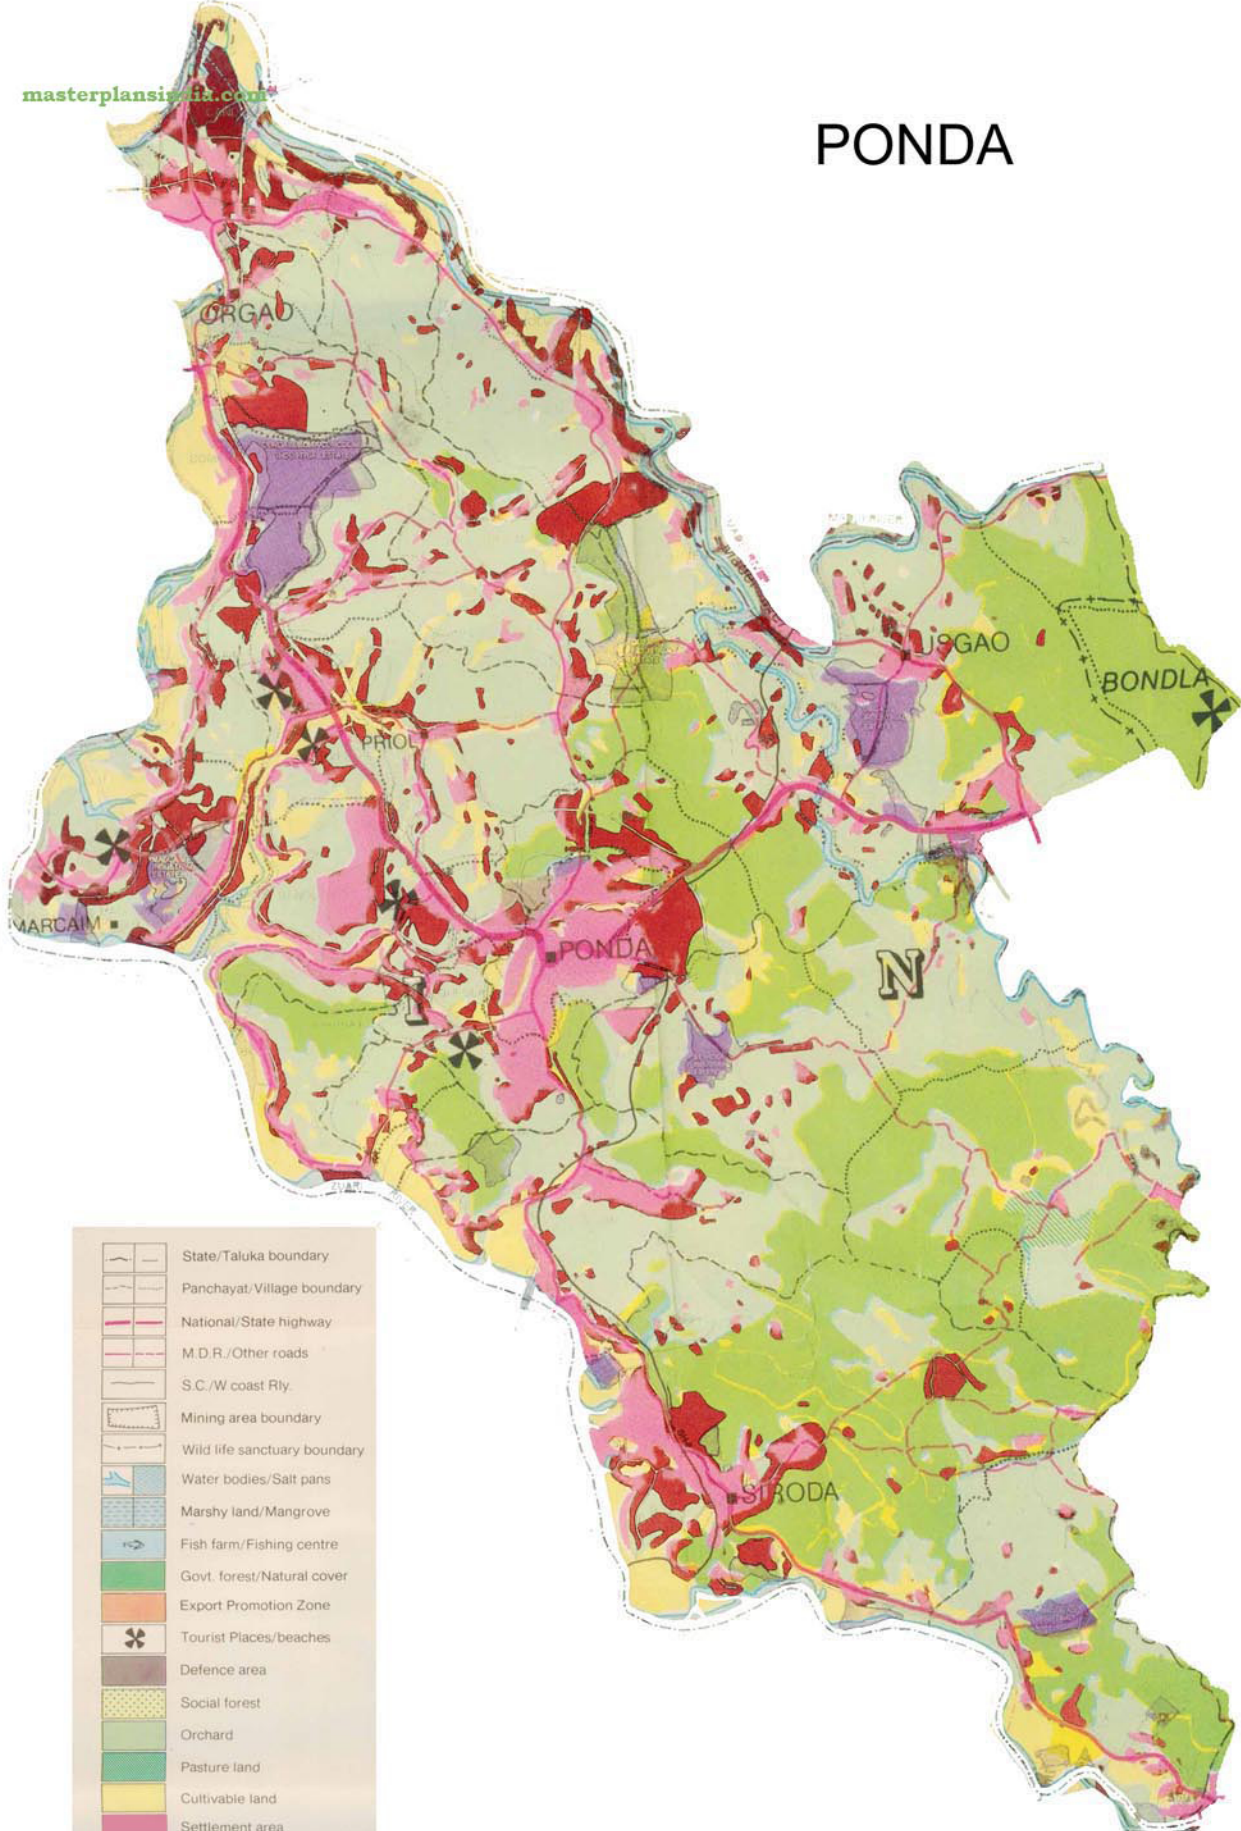 masterplansindia.com
PONDA
ORGAO
USGAO
BONDLA
PRIOL
MARCAIM
PONDA
N
ZUARI
SIRODA
State/Taluka boundary
Panchayat/Village boundary
National/State highway
M.D.R./Other roads
S.C./W coast Rly.
Mining area boundary
Wild life sanctuary boundary
Water bodies/Salt pans
Marshy land/Mangrove
Fish farm/Fishing centre
Govt. forest/Natural cover
Export Promotion Zone
Tourist Places/beaches
Defence area
Social forest
Orchard
Pasture land
Cultivable land
Settlement area